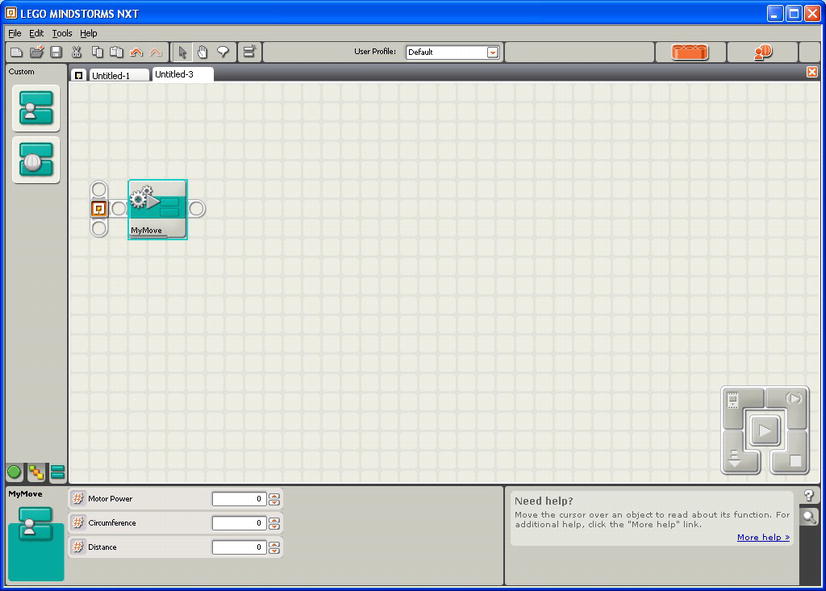 LEGO MINDSTORMS NXT
File Edit Tools Help
User Profile: Default
Custom
Untitled-1 Untitled-3
MyMove
MyMove
Motor Power 0
Circumference 0
Distance 0
Need help?
Move the cursor over an object to read about its function. For
additional help, click the "More help" link.
More help »
?